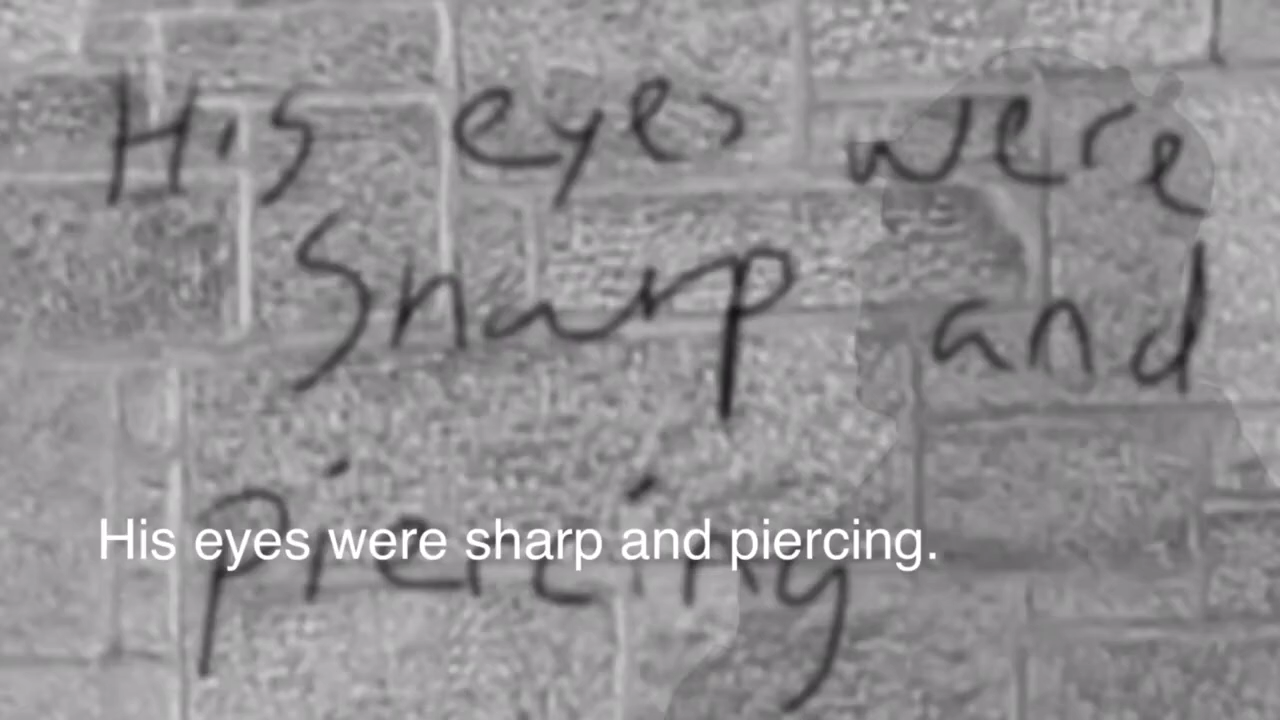 His eyes were
sharp and
piercing
His eyes were sharp and piercing.